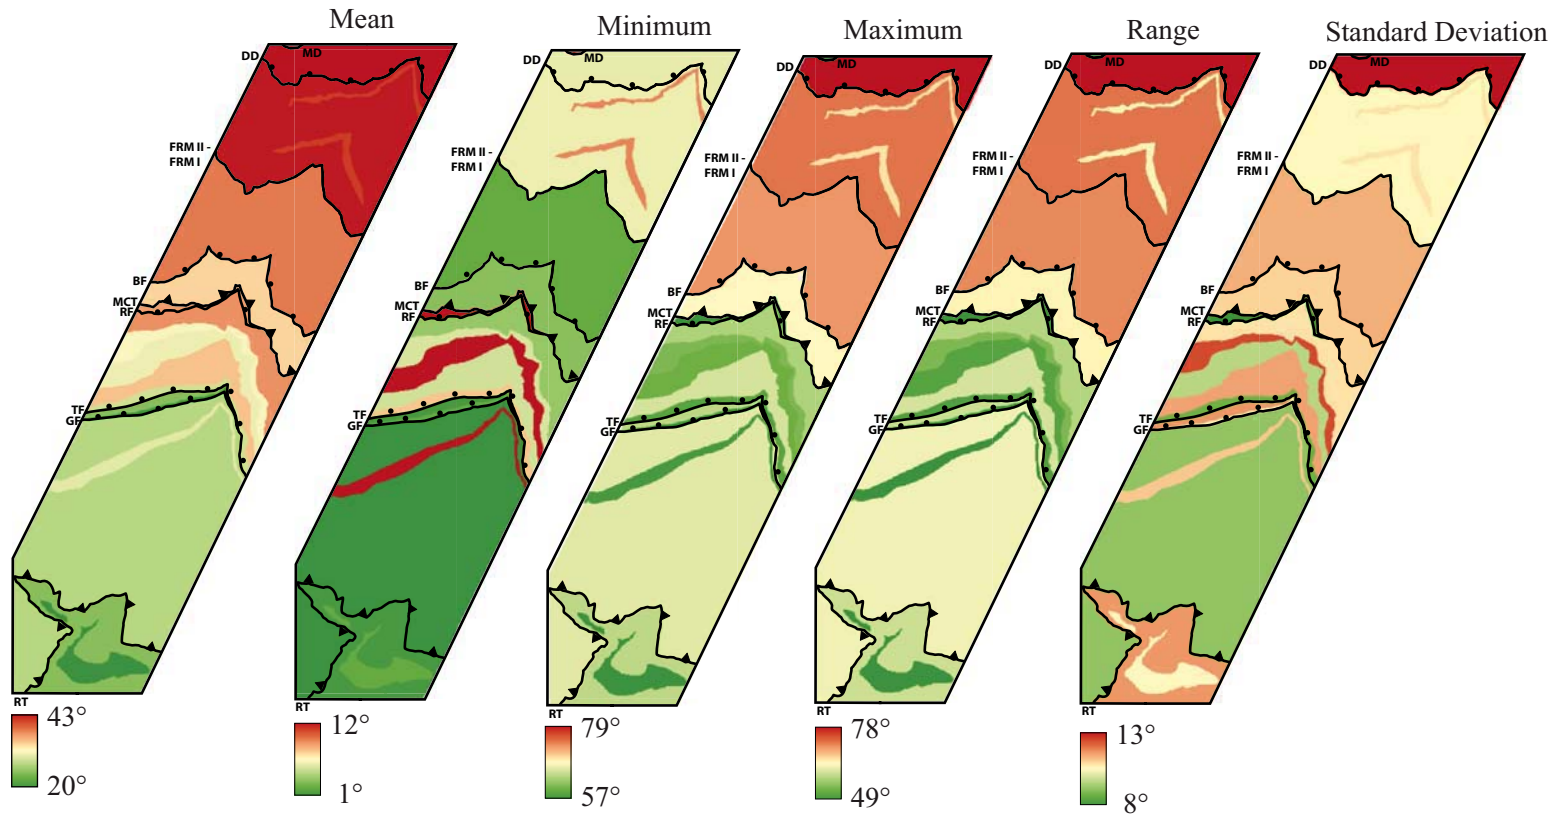 Mean
Minimum
Maximum
Range
Standard Deviation
DD
MD
FRM II -
FRM I
BF
MCT
RF
TF
GF
RT
43°
20°
DD
MD
FRM II -
FRM I
BF
MCT
RF
TF
GF
RT
12°
1°
MD
DD
FRM II -
FRM I
BF
MCT
RF
TF
GF
RT
79°
57°
DD
MD
FRM II -
FRM I
BF
MCT
RF
TF
GF
RT
78°
49°
DD
MD
FRM II -
FRM I
BF
MCT
RF
TF
GF
RT
13°
8°